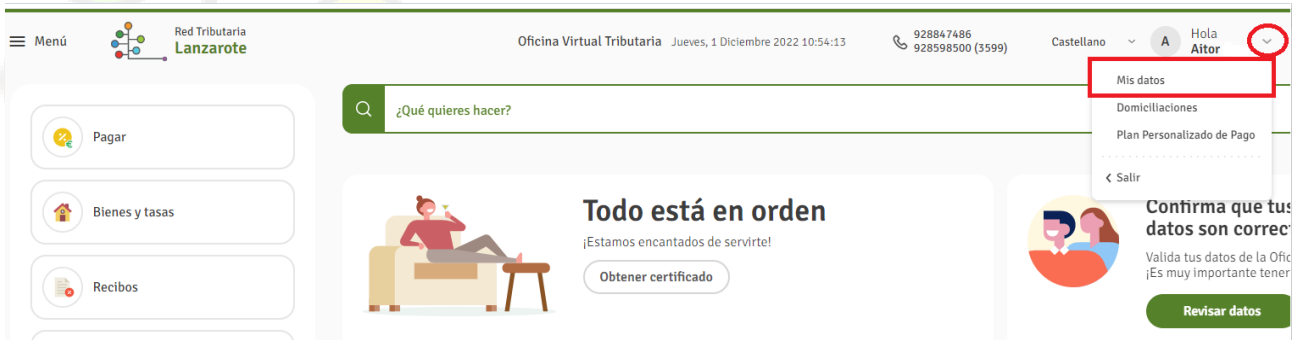 Menú
Red Tributaria
Lanzarote
Oficina Virtual Tributaria Jueves, 1 Diciembre 2022 10:54:13
928847486
928598500 (3599)
Castellano
A
Hola
Aitor
Mis datos
Domiciliaciones
Plan Personalizado de Pago
Salir
¿Qué quieres hacer?
Pagar
Bienes y tasas
Recibos
Todo está en orden
¡Estamos encantados de servirte!
Obtener certificado
Confirma que tus
datos son correc
Valida tus datos de la Ofic
¡Es muy importante tener
Revisar datos